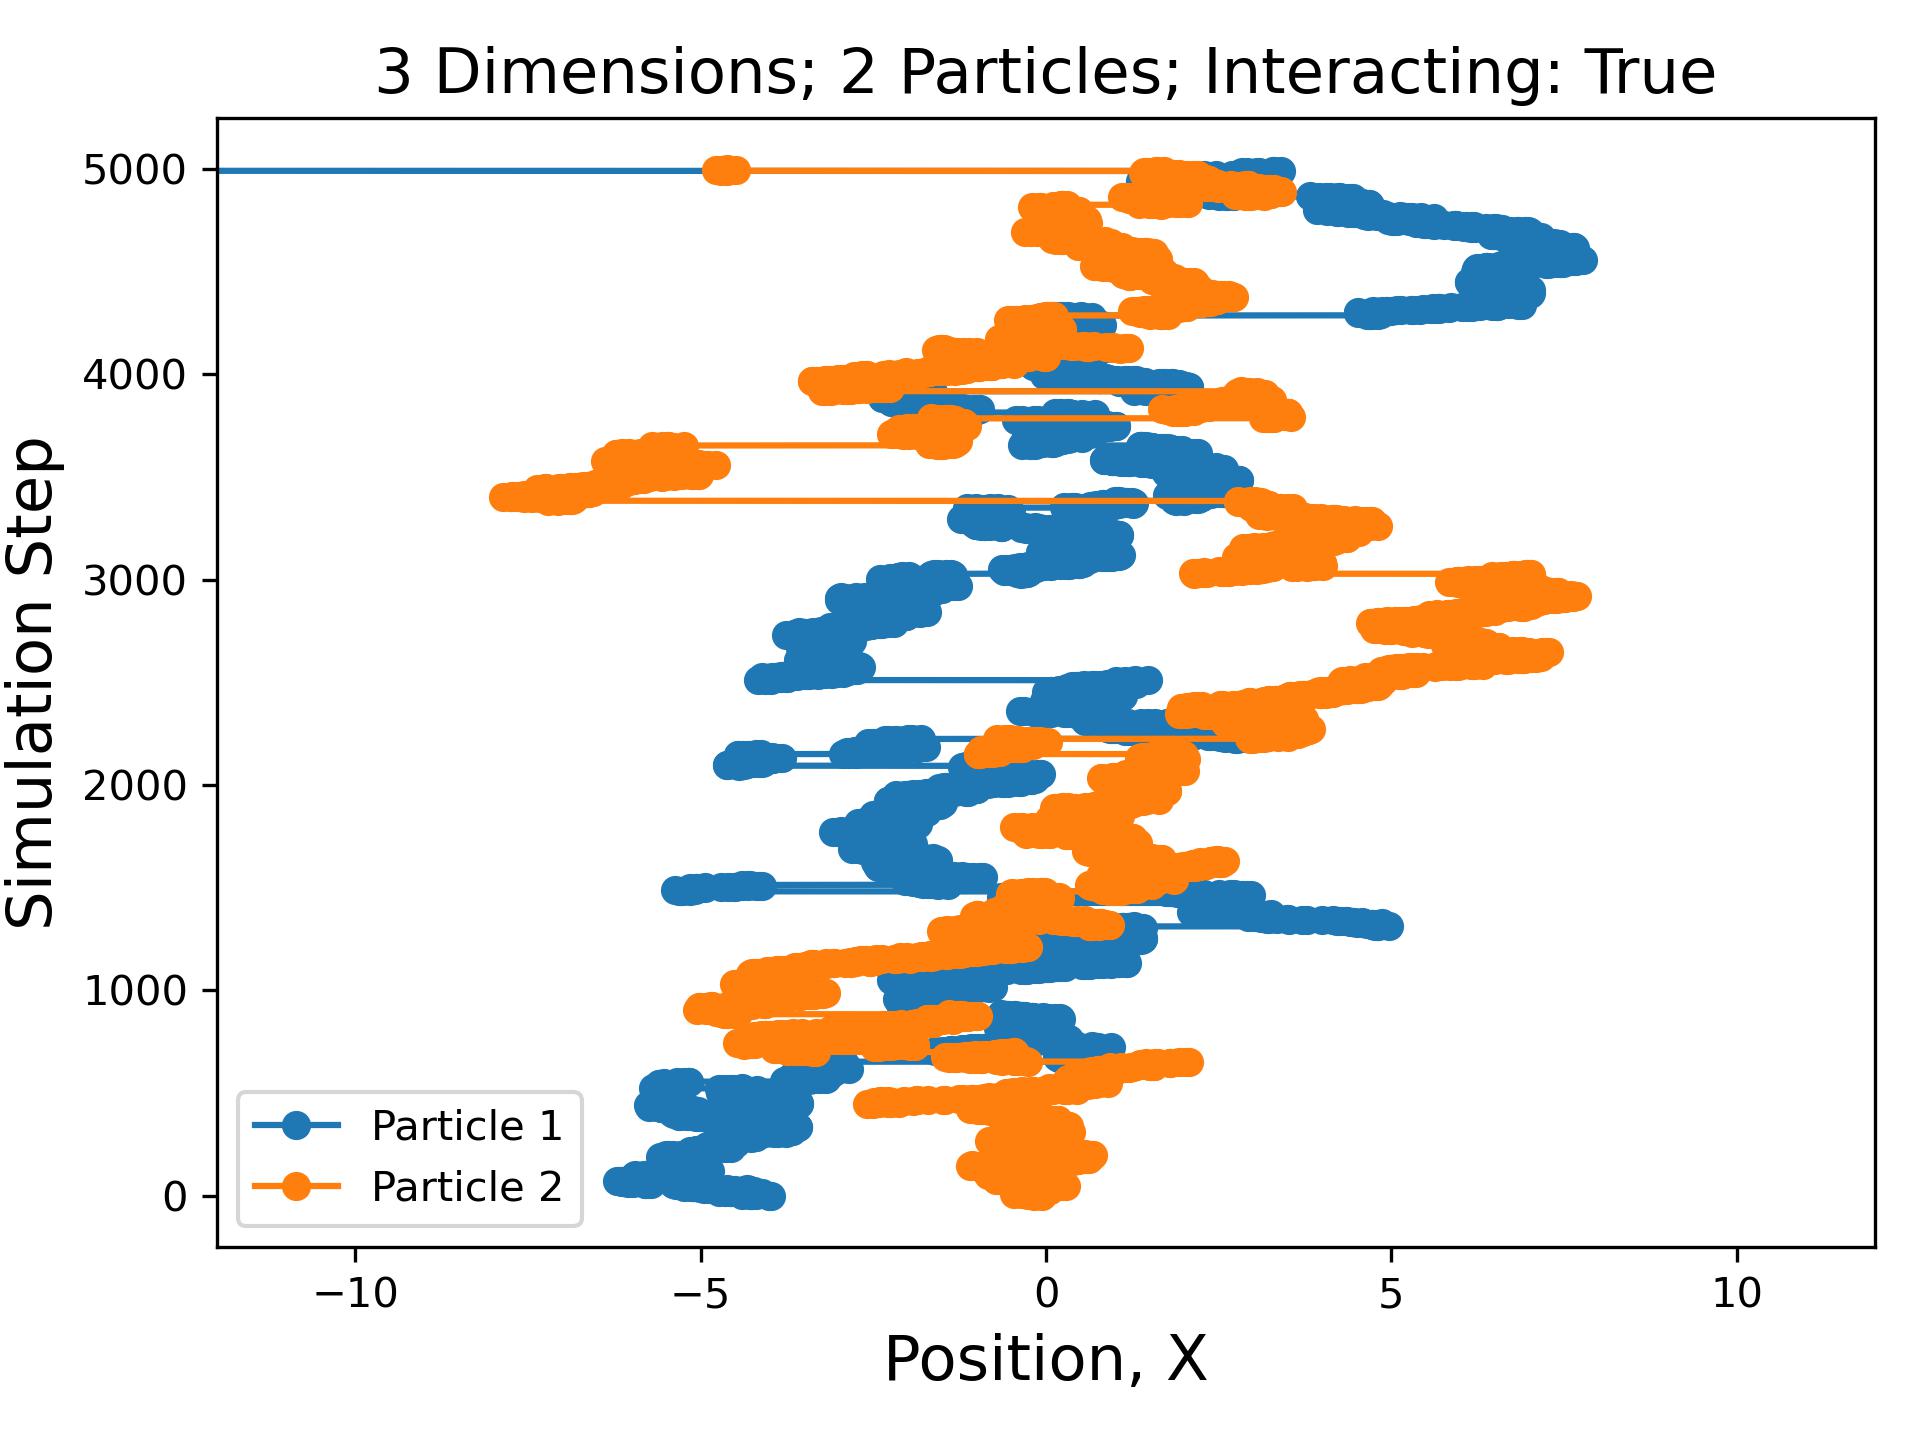 3 Dimensions; 2 Particles; Interacting: True
Simulation Step
5000
4000
3000
2000
1000
0
Particle 1
Particle 2
−10
−5
0
5
10
Position, X